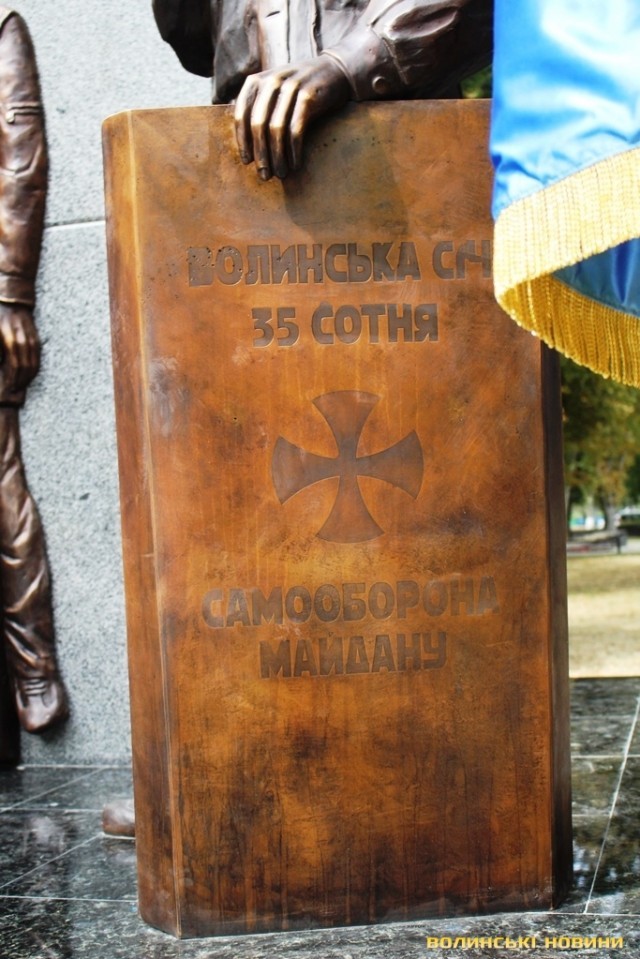 ВОЛИНСЬКА СІЧ
35 СОТНЯ
САМООБОРОНА
МАЙДАНУ
ВОЛИНСЬКІ НОВИНИ